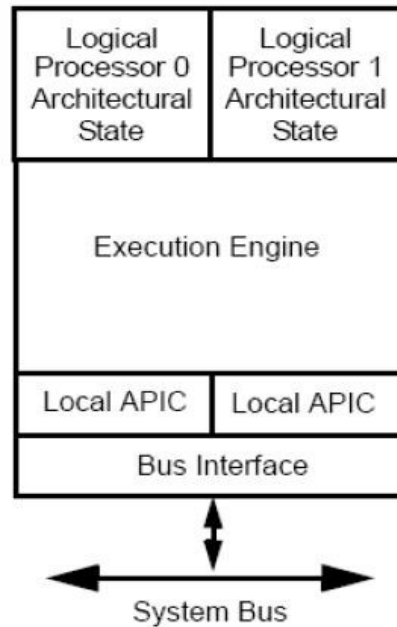 Logical
Processor 0
Architectural
State
Logical
Processor 1
Architectural
State
Execution Engine
Local APIC
Local APIC
Bus Interface
System Bus